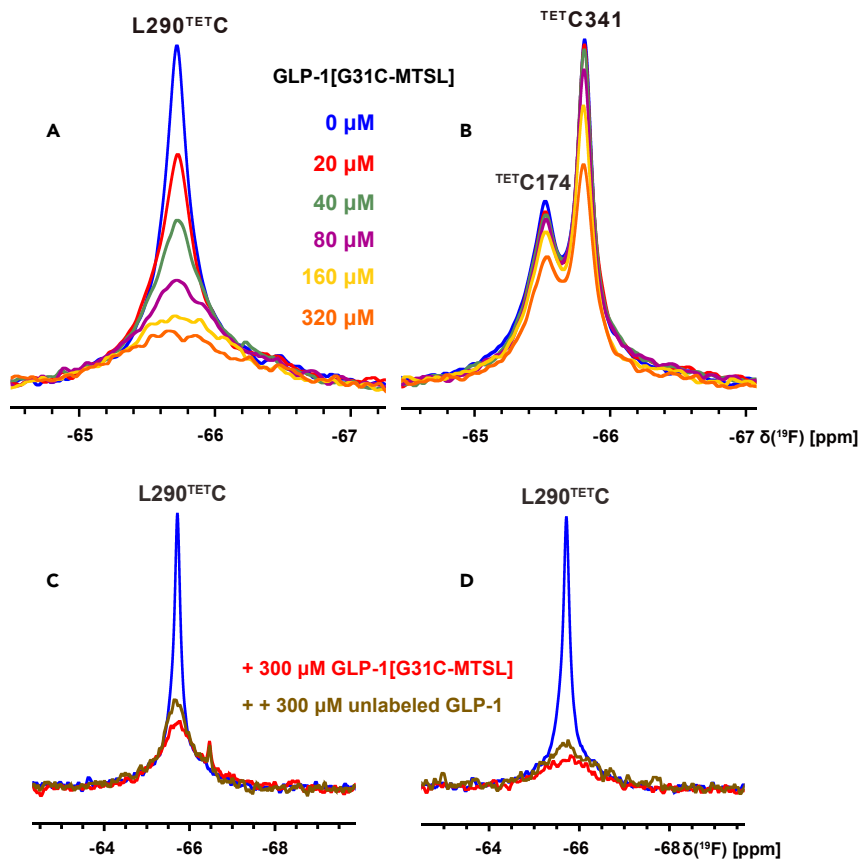 L290ᵀᴱᵀC
ᵀᴱᵀC341
GLP-1[G31C-MTSL]
A
B
0 µM
20 µM
ᵀᴱᵀC174
40 µM
80 µM
160 µM
320 µM
-65 -66 -67
-65 -66 -67 δ(¹⁹F) [ppm]
L290ᵀᴱᵀC
L290ᵀᴱᵀC
C
D
+ 300 µM GLP-1[G31C-MTSL]
+ + 300 µM unlabeled GLP-1
-64 -66 -68
-64 -66 -68 δ(¹⁹F) [ppm]